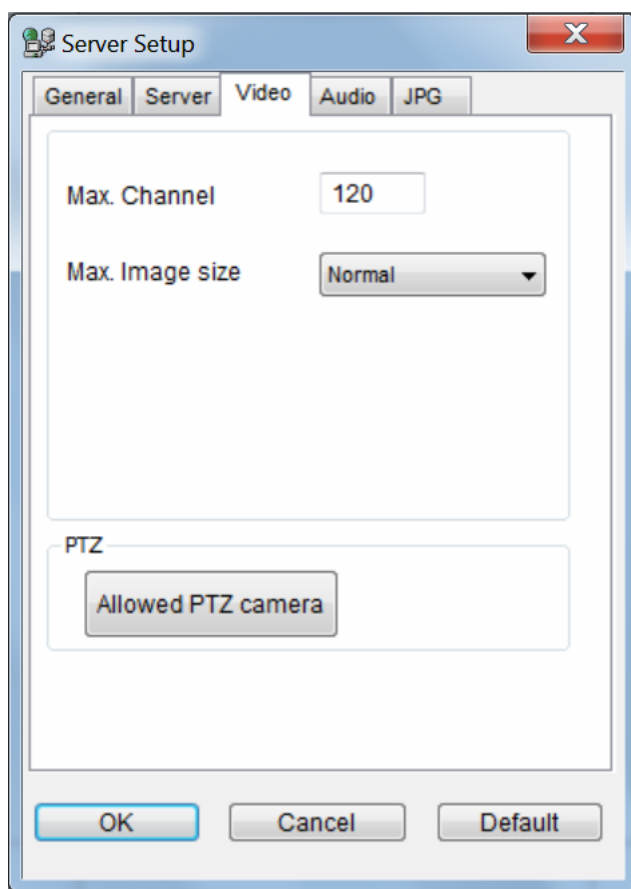 Server Setup
General Server Video Audio JPG
Max. Channel 120
Max. Image size Normal
PTZ
Allowed PTZ camera
OK Cancel Default